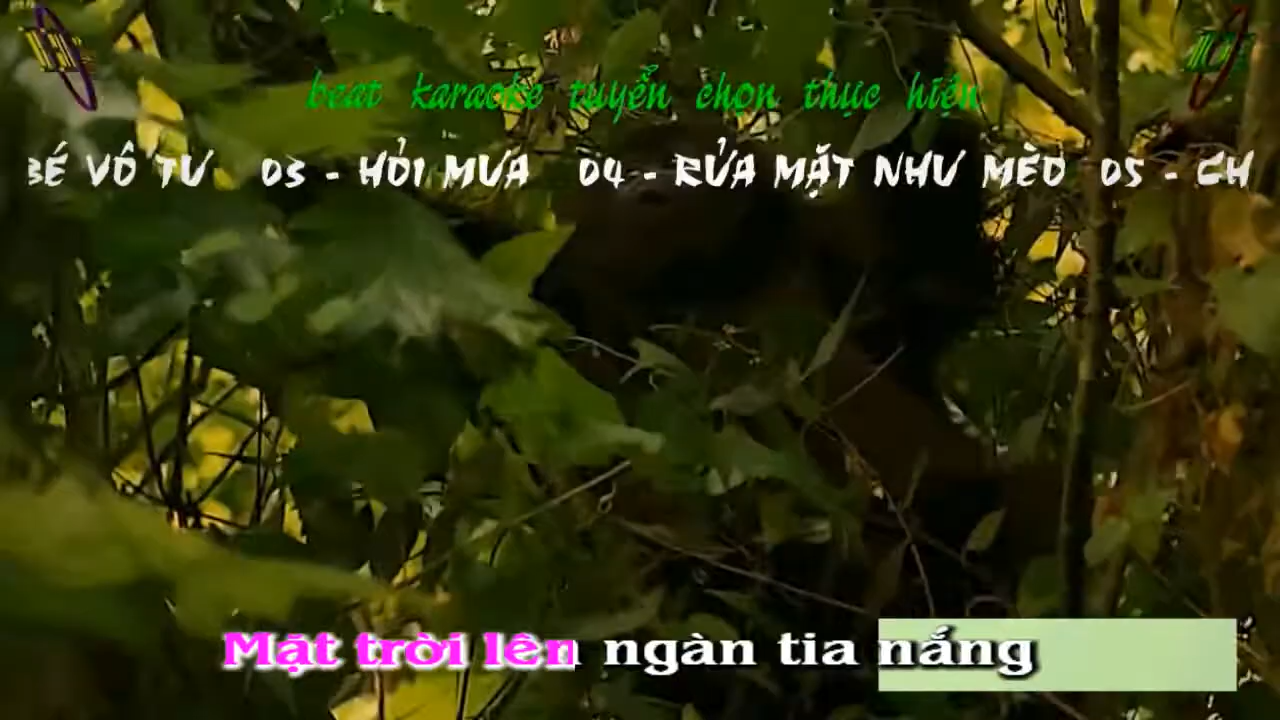 beat karaoke tuyển chọn thực hiện
BÉ VÔ TƯ 03 - HỎI MƯA 04 - RỬA MẶT NHƯ MÈO 05 - CH
Mặt trời lên ngàn tia nắng